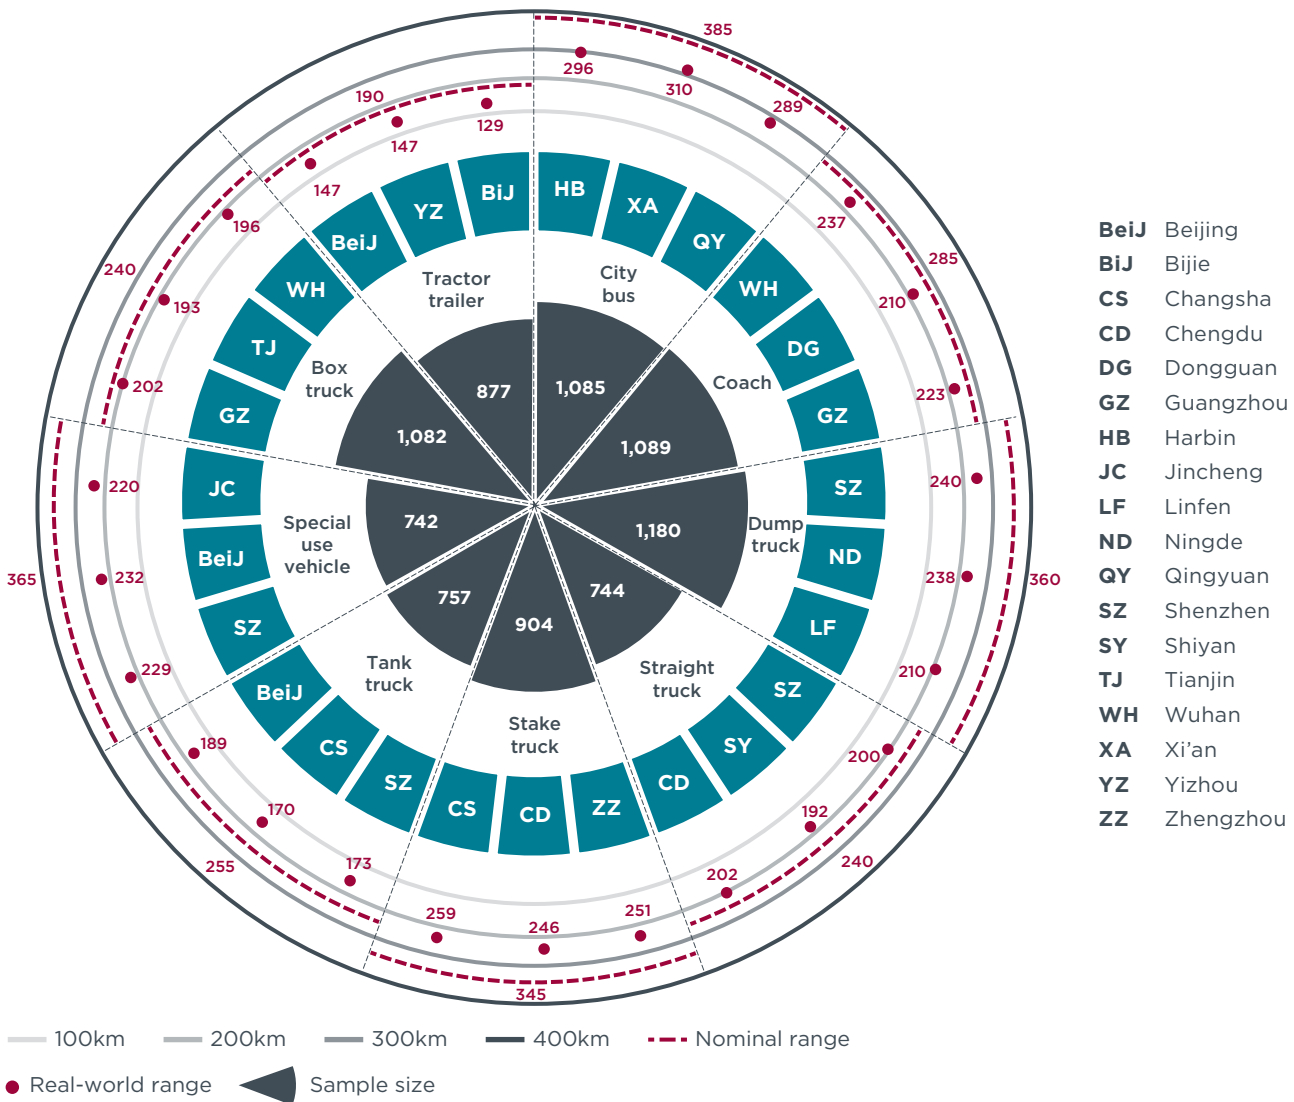 385
296
310
289
190
129
147
147
HB
XA
QY
BiJ
YZ
BeiJ
City
bus
Tractor
trailer
1,085
877
237
285
210
223
WH
DG
GZ
Coach
1,089
240
238
210
360
SZ
ND
LF
Dump
truck
1,180
200
192
202
240
SZ
SY
CD
Straight
truck
744
251
246
259
345
ZZ
CD
CS
Stake
truck
904
173
170
189
255
SZ
CS
BeiJ
Tank
truck
757
229
232
220
365
SZ
BeiJ
JC
Special
use
vehicle
742
202
193
196
240
GZ
TJ
WH
Box
truck
1,082
BeiJ Beijing
BiJ Bijie
CS Changsha
CD Chengdu
DG Dongguan
GZ Guangzhou
HB Harbin
JC Jincheng
LF Linfen
ND Ningde
QY Qingyuan
SZ Shenzhen
SY Shiyan
TJ Tianjin
WH Wuhan
XA Xi’an
YZ Yizhou
ZZ Zhengzhou
100km 200km 300km 400km Nominal range
Real-world range Sample size